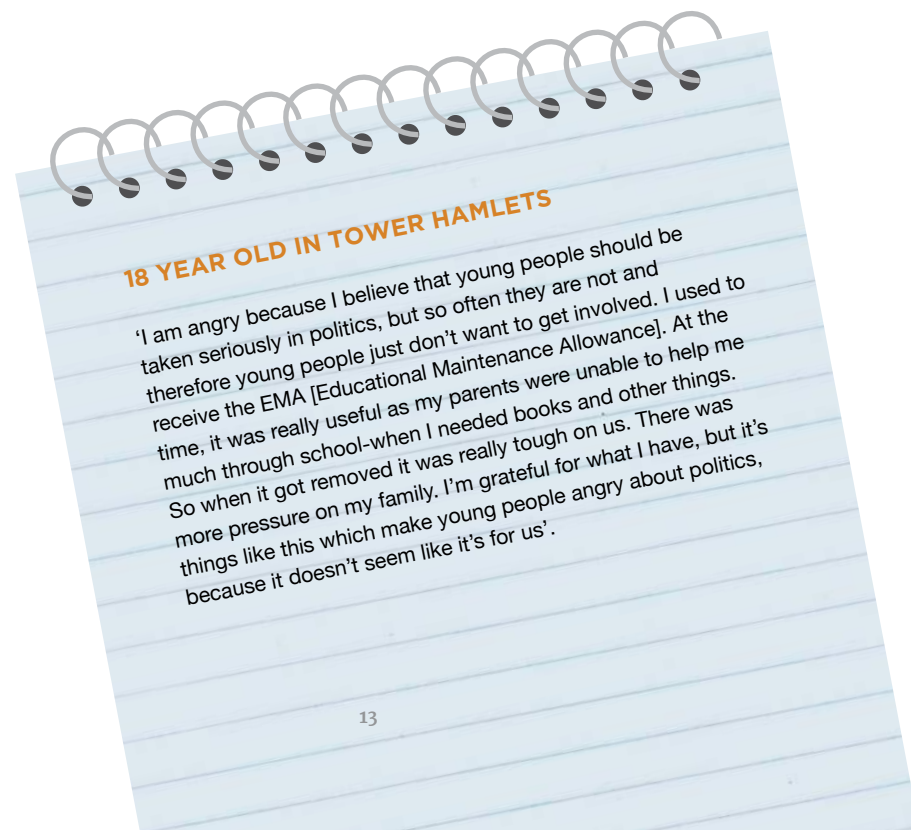 18 YEAR OLD IN TOWER HAMLETS
‘I am angry because I believe that young people should be
taken seriously in politics, but so often they are not and
therefore young people just don’t want to get involved. I used to
receive the EMA [Educational Maintenance Allowance]. At the
time, it was really useful as my parents were unable to help me
much through school-when I needed books and other things.
So when it got removed it was really tough on us. There was
more pressure on my family. I’m grateful for what I have, but it’s
things like this which make young people angry about politics,
because it doesn’t seem like it’s for us’.
13